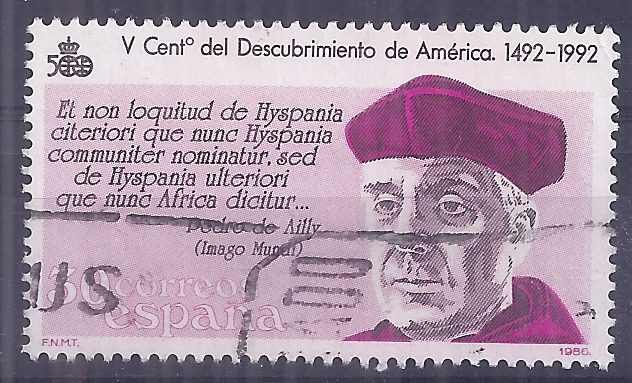 V Centº del Descubrimiento de América. 1492-1992
500
Et non loquitud de Hyspania
citeriori que nunc Hyspania
communiter nominatur, sed
de Hyspania ulteriori
que nunc Africa dicitur...
Pedro de Ailly
(Imago Mundi)
30 correos
españa
F.N.M.T.
1986